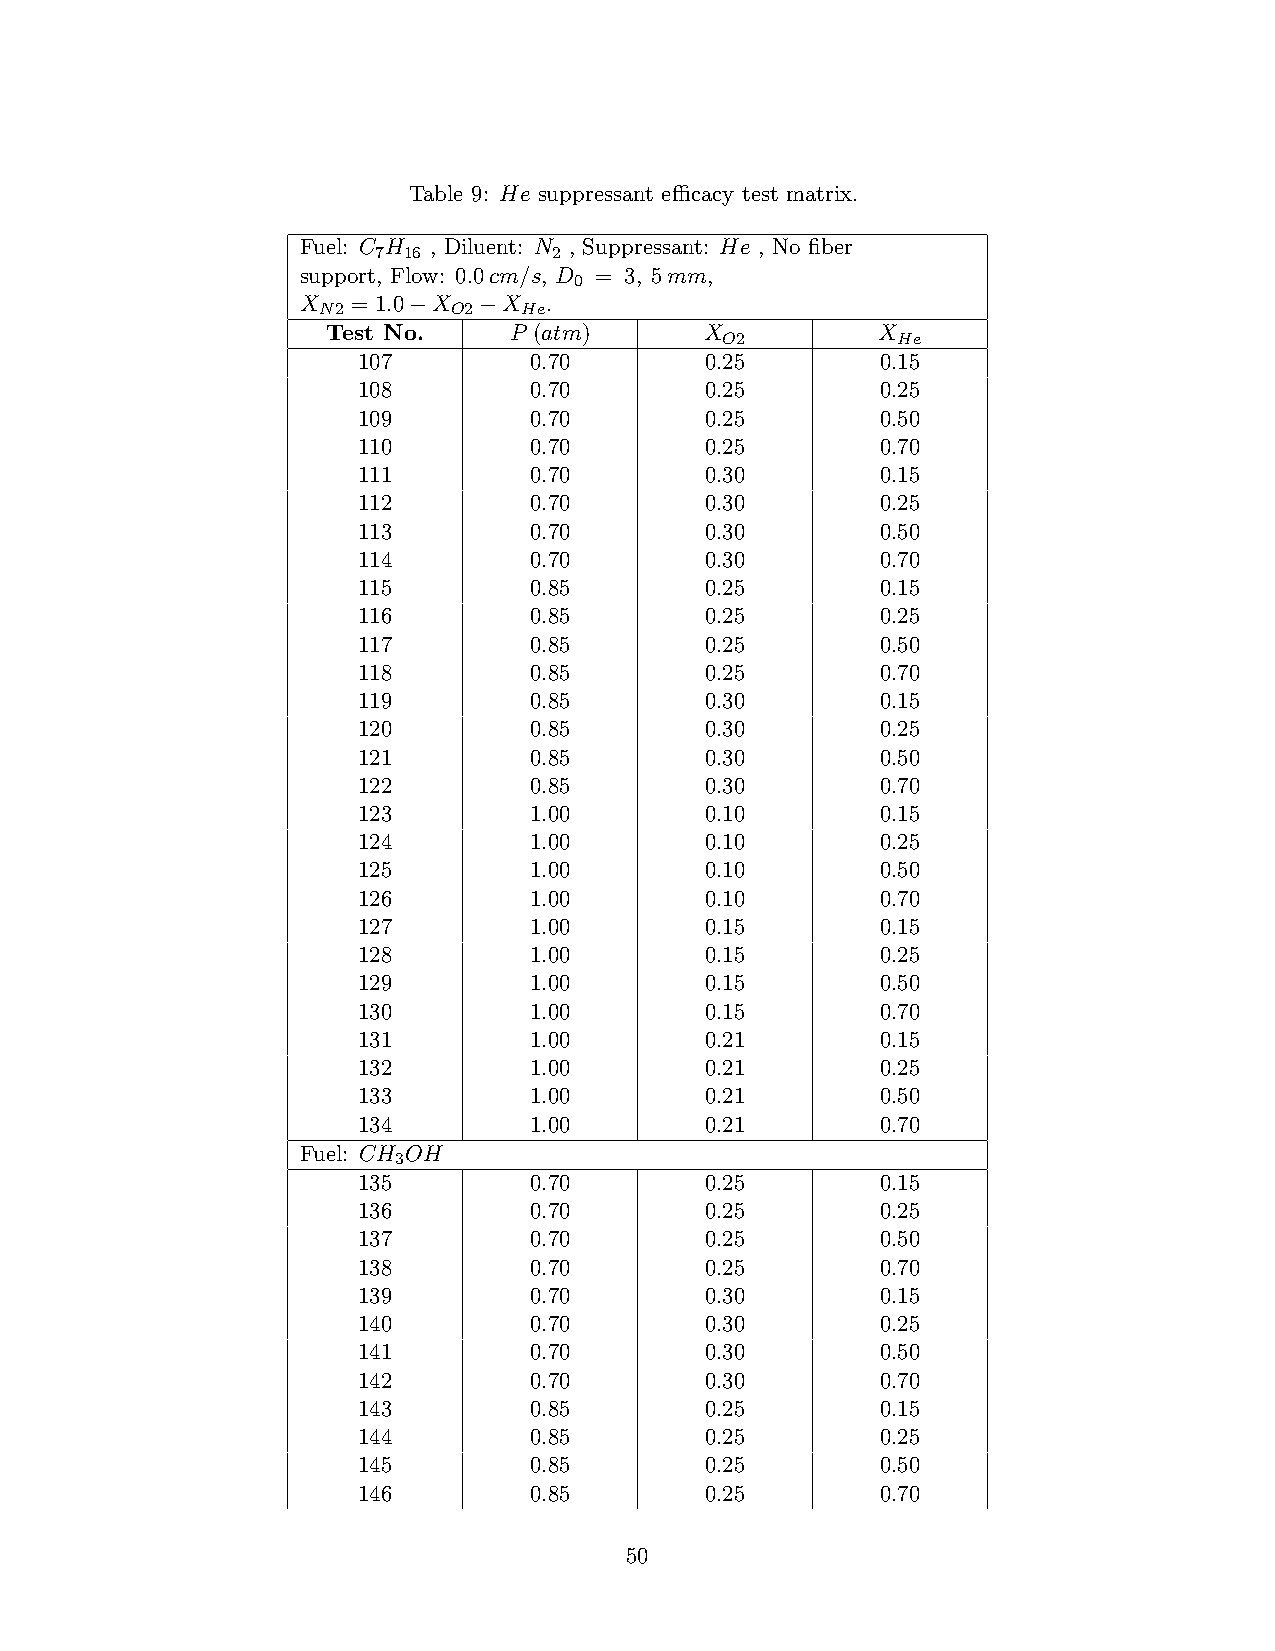 Table 9: He suppressant efficacy test matrix.
Fuel: C7H16 , Diluent: N2 , Suppressant: He , No fiber
support, Flow: 0.0cm/s, D0 = 3, 5mm,
XN2 = 1.0 − XO2 − XHe.
Test No. P (atm) XO2 XHe
107 0.70 0.25 0.15
108 0.70 0.25 0.25
109 0.70 0.25 0.50
110 0.70 0.25 0.70
111 0.70 0.30 0.15
112 0.70 0.30 0.25
113 0.70 0.30 0.50
114 0.70 0.30 0.70
115 0.85 0.25 0.15
116 0.85 0.25 0.25
117 0.85 0.25 0.50
118 0.85 0.25 0.70
119 0.85 0.30 0.15
120 0.85 0.30 0.25
121 0.85 0.30 0.50
122 0.85 0.30 0.70
123 1.00 0.10 0.15
124 1.00 0.10 0.25
125 1.00 0.10 0.50
126 1.00 0.10 0.70
127 1.00 0.15 0.15
128 1.00 0.15 0.25
129 1.00 0.15 0.50
130 1.00 0.15 0.70
131 1.00 0.21 0.15
132 1.00 0.21 0.25
133 1.00 0.21 0.50
134 1.00 0.21 0.70
Fuel: CH3OH
135 0.70 0.25 0.15
136 0.70 0.25 0.25
137 0.70 0.25 0.50
138 0.70 0.25 0.70
139 0.70 0.30 0.15
140 0.70 0.30 0.25
141 0.70 0.30 0.50
142 0.70 0.30 0.70
143 0.85 0.25 0.15
144 0.85 0.25 0.25
145 0.85 0.25 0.50
146 0.85 0.25 0.70
50